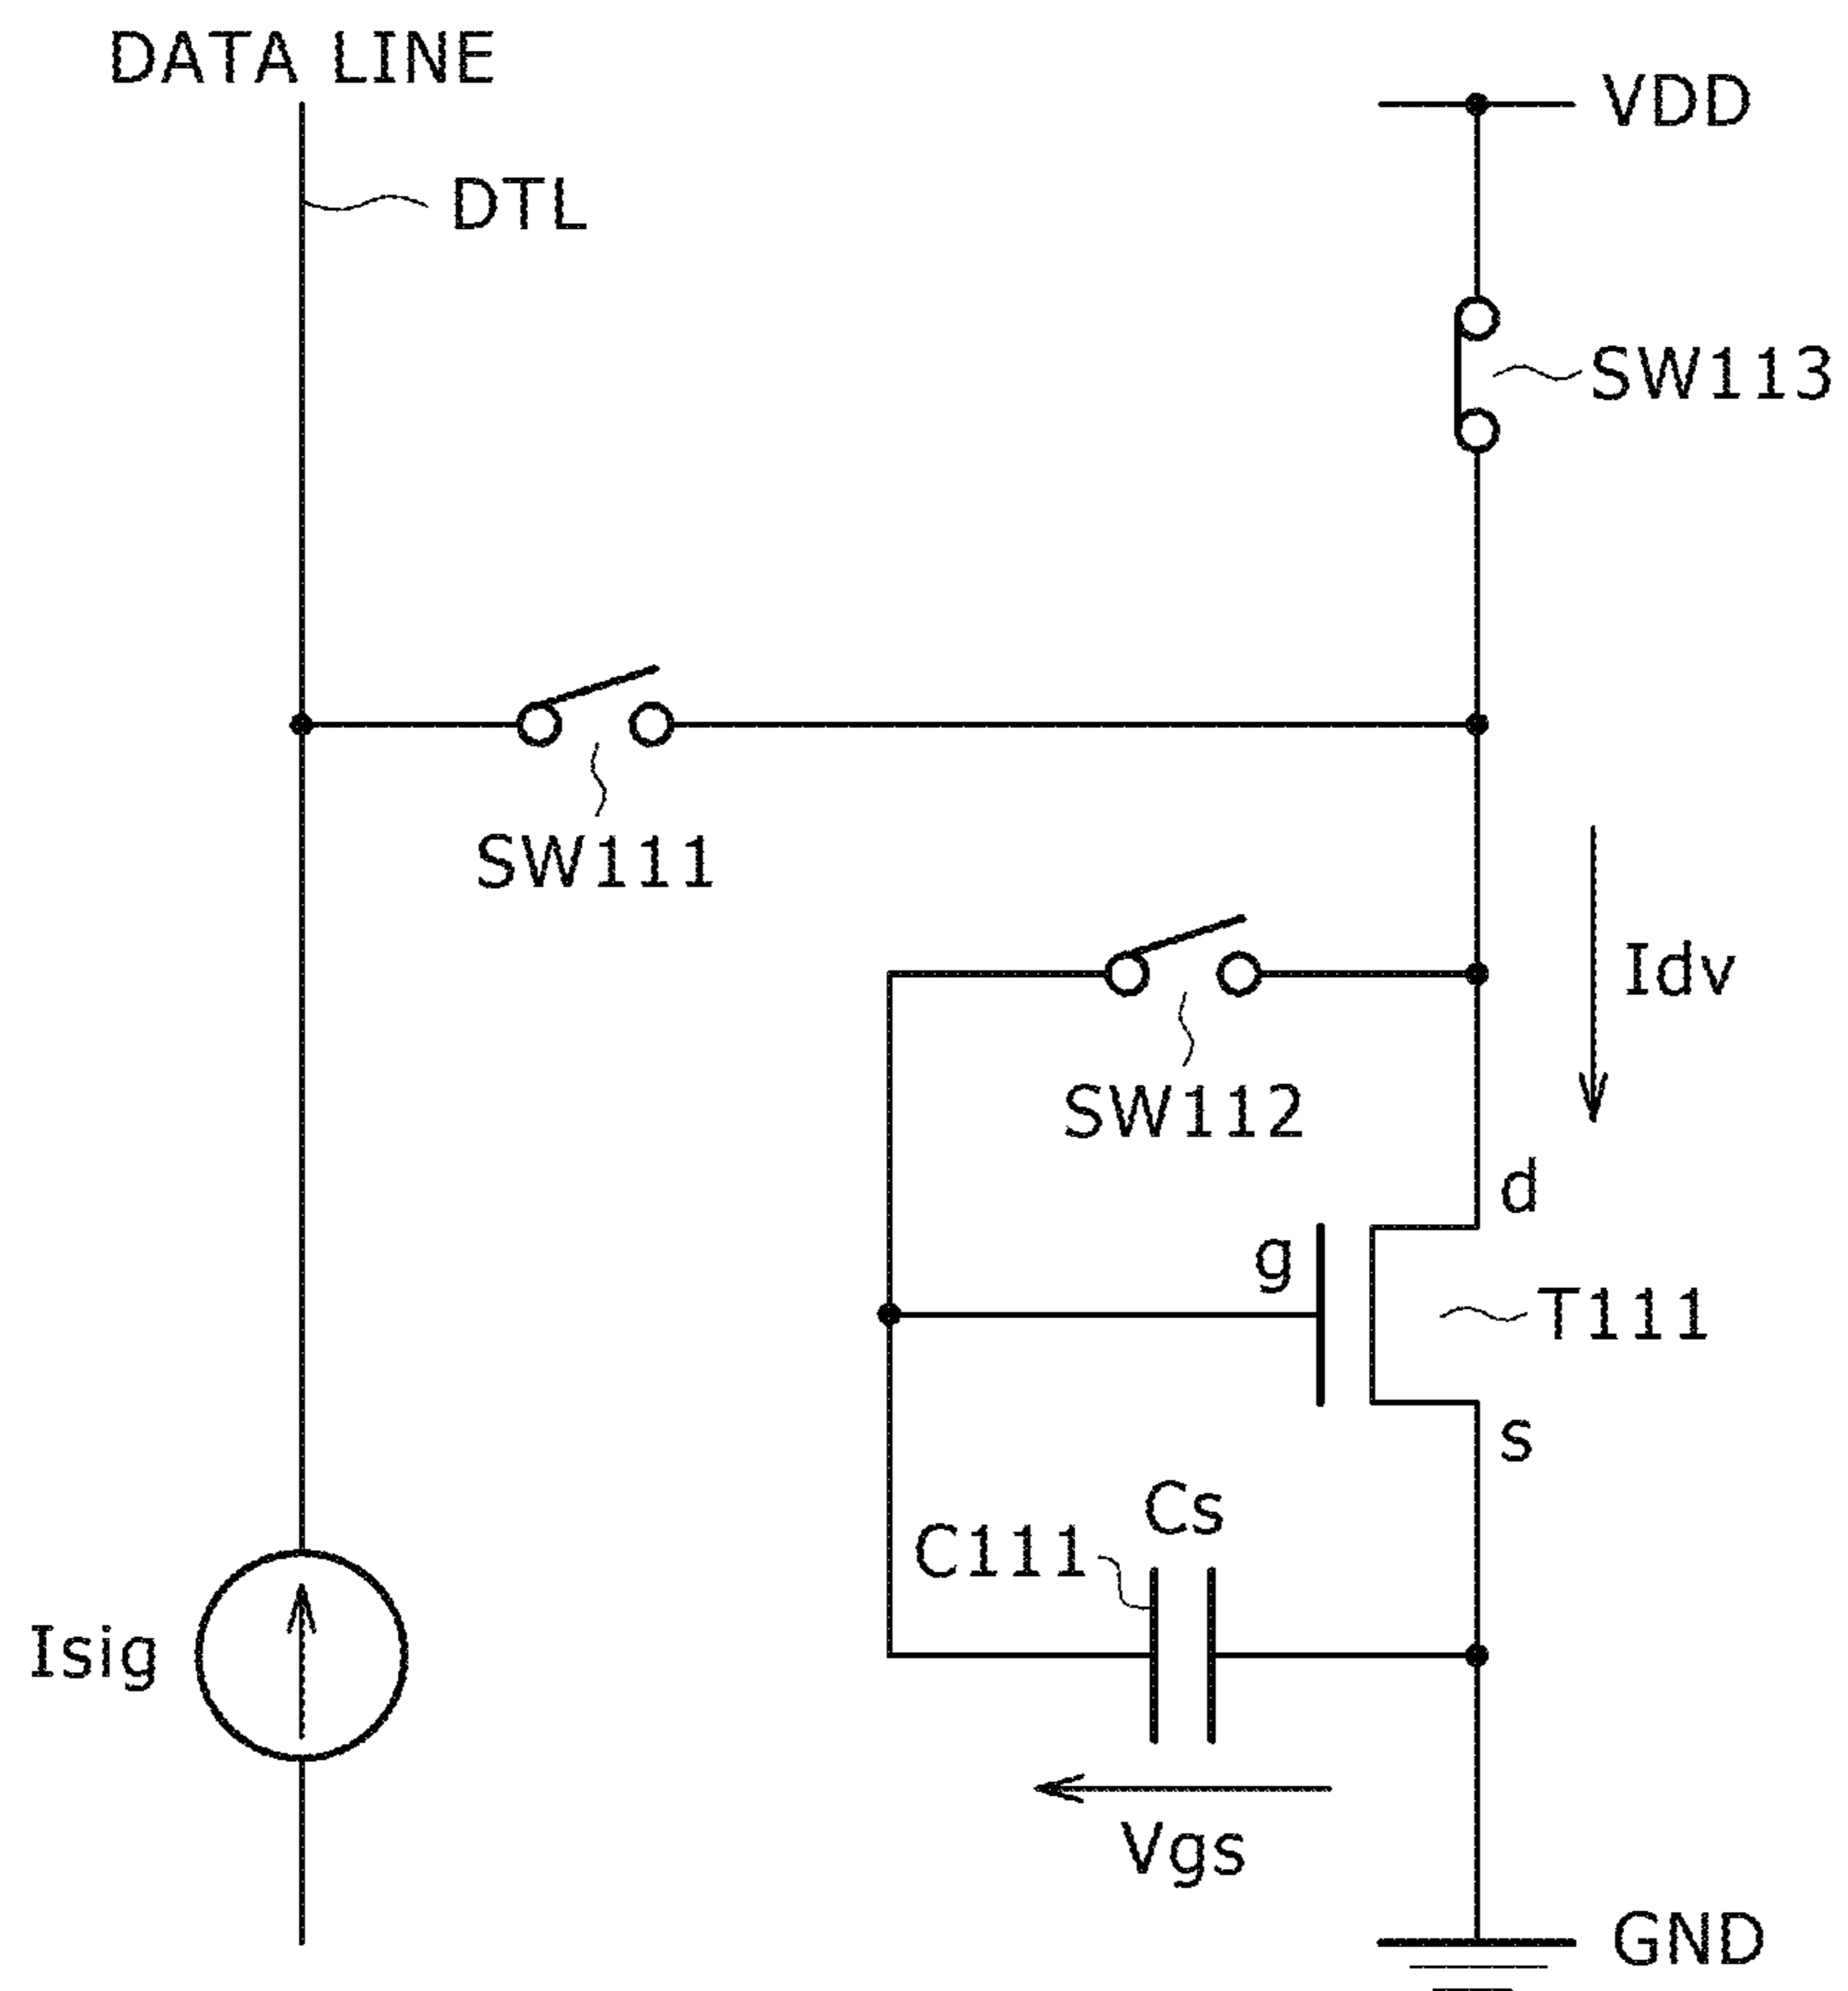 DATA LINE
VDD
DTL
SW113
SW111
Idv
SW112
d
g
T111
s
Cs
C111
Isig
Vgs
GND